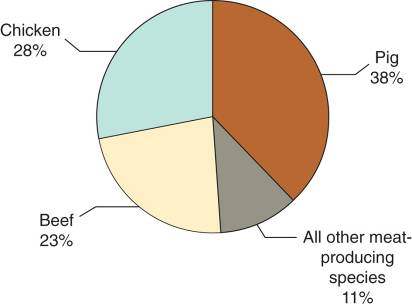 Chicken
28%
Pig
38%
Beef
23%
All other meat-
producing
species
11%